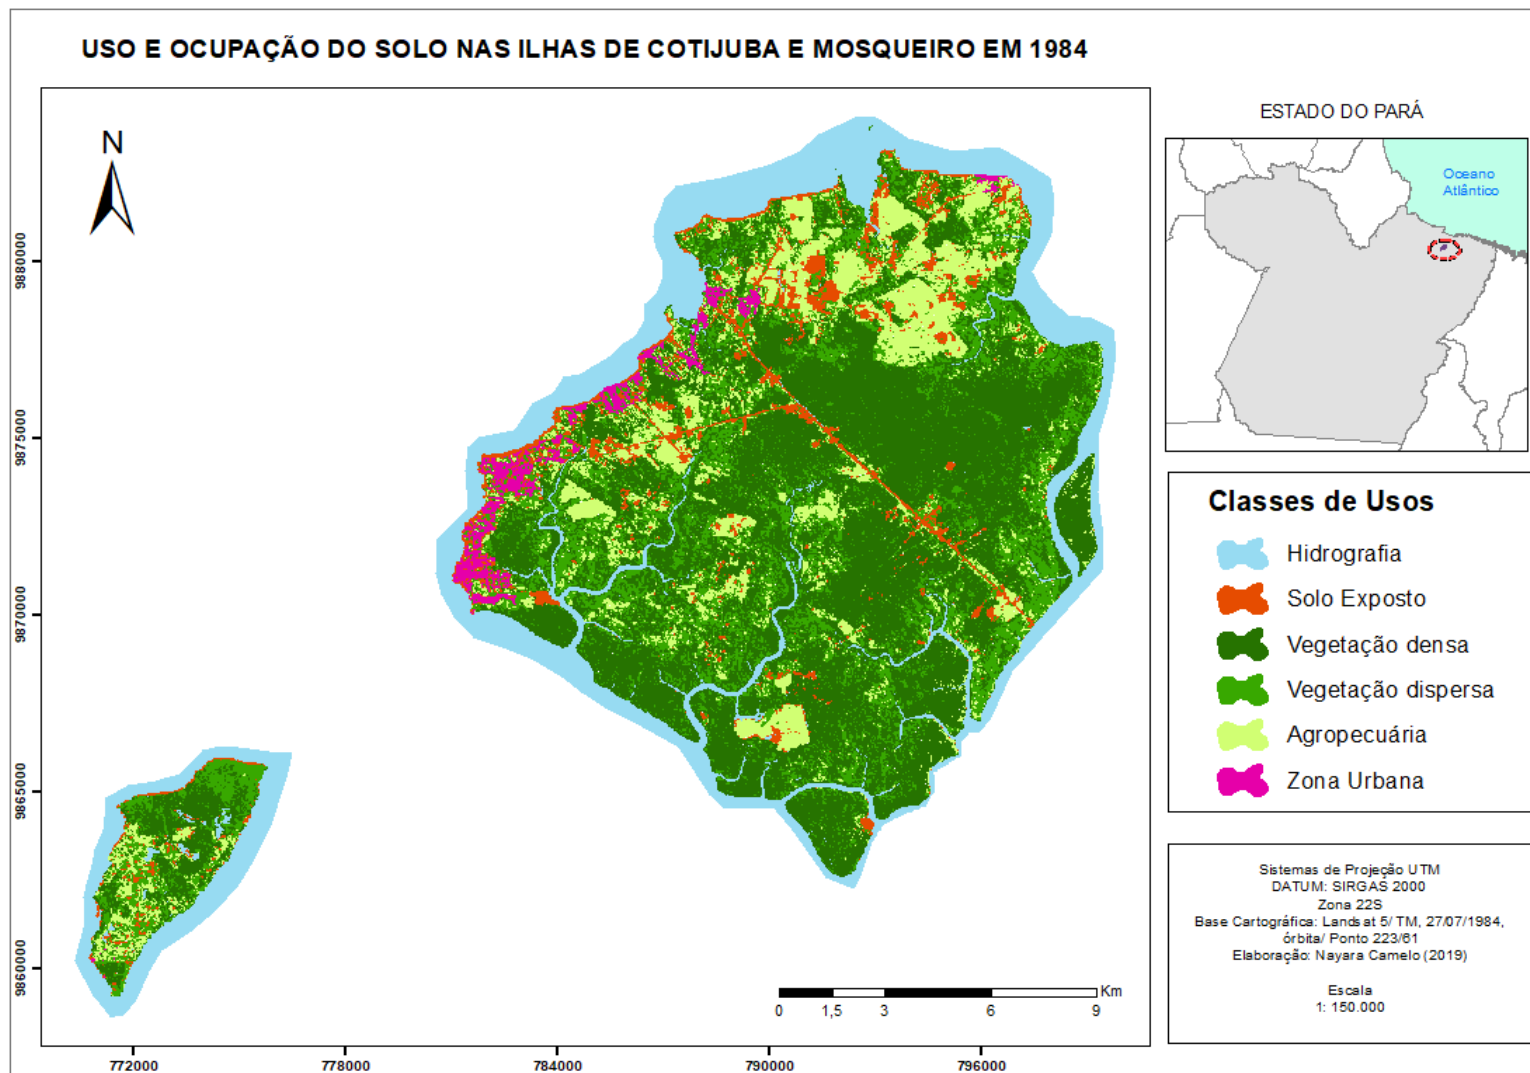 USO E OCUPAÇÃO DO SOLO NAS ILHAS DE COTIJUBA E MOSQUEIRO EM 1984
N
9880000
9875000
9870000
9865000
9860000
772000
778000
784000
790000
796000
Km
0 1,5 3 6 9
ESTADO DO PARÁ
Oceano
Atlântico
Classes de Usos
Hidrografia
Solo Exposto
Vegetação densa
Vegetação dispersa
Agropecuária
Zona Urbana
Sistemas de Projeção UTM
DATUM: SIRGAS 2000
Zona 22S
Base Cartográfica: Landsat 5/ TM, 27/07/1984,
órbita/ Ponto 223/61
Elaboração: Nayara Camelo (2019)
Escala
1: 150.000